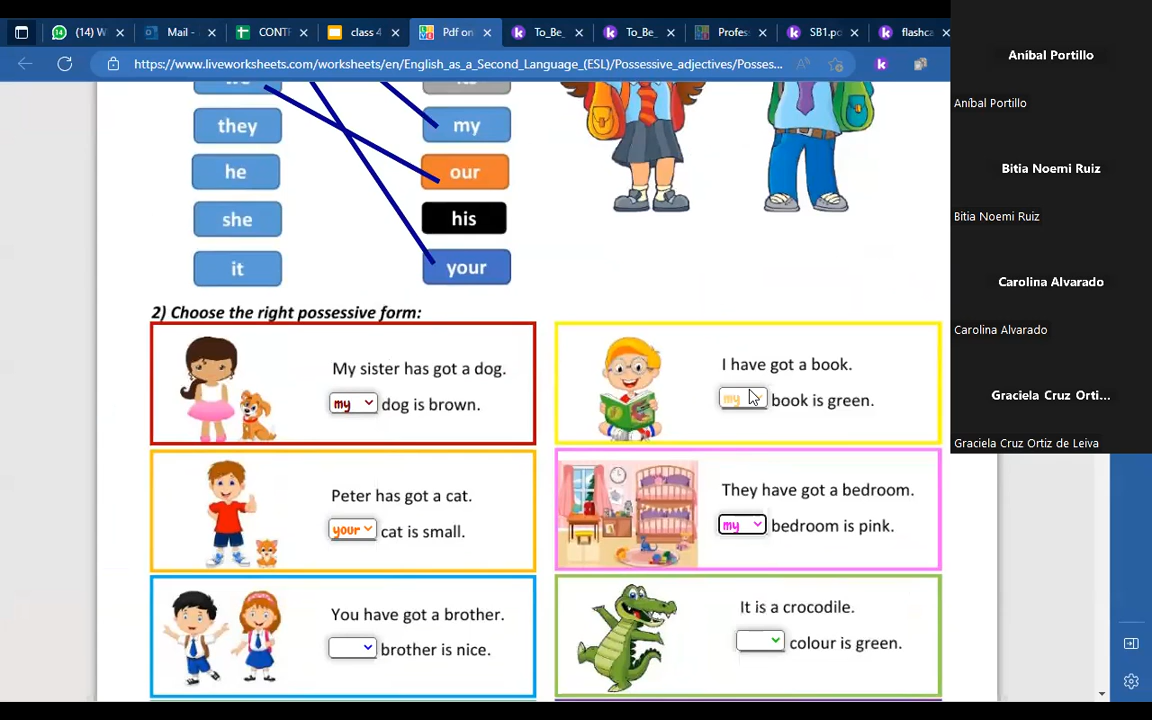 (14) W
Mail -
CONTF
class 4
Pdf on
To_Be_
To_Be_
Profes
SB1.p
flashca
https://www.liveworksheets.com/worksheets/en/English_as_a_Second_Language_(ESL)/Possessive_adjectives/Posses...
they
my
he
our
she
his
it
your
2) Choose the right possessive form:
My sister has got a dog.
my dog is brown.
I have got a book.
my book is green.
Peter has got a cat.
your cat is small.
They have got a bedroom.
my bedroom is pink.
You have got a brother.
brother is nice.
It is a crocodile.
colour is green.
Aníbal Portillo
Aníbal Portillo
Bitia Noemi Ruiz
Bitia Noemi Ruiz
Carolina Alvarado
Carolina Alvarado
Graciela Cruz Orti...
Graciela Cruz Ortiz de Leiva